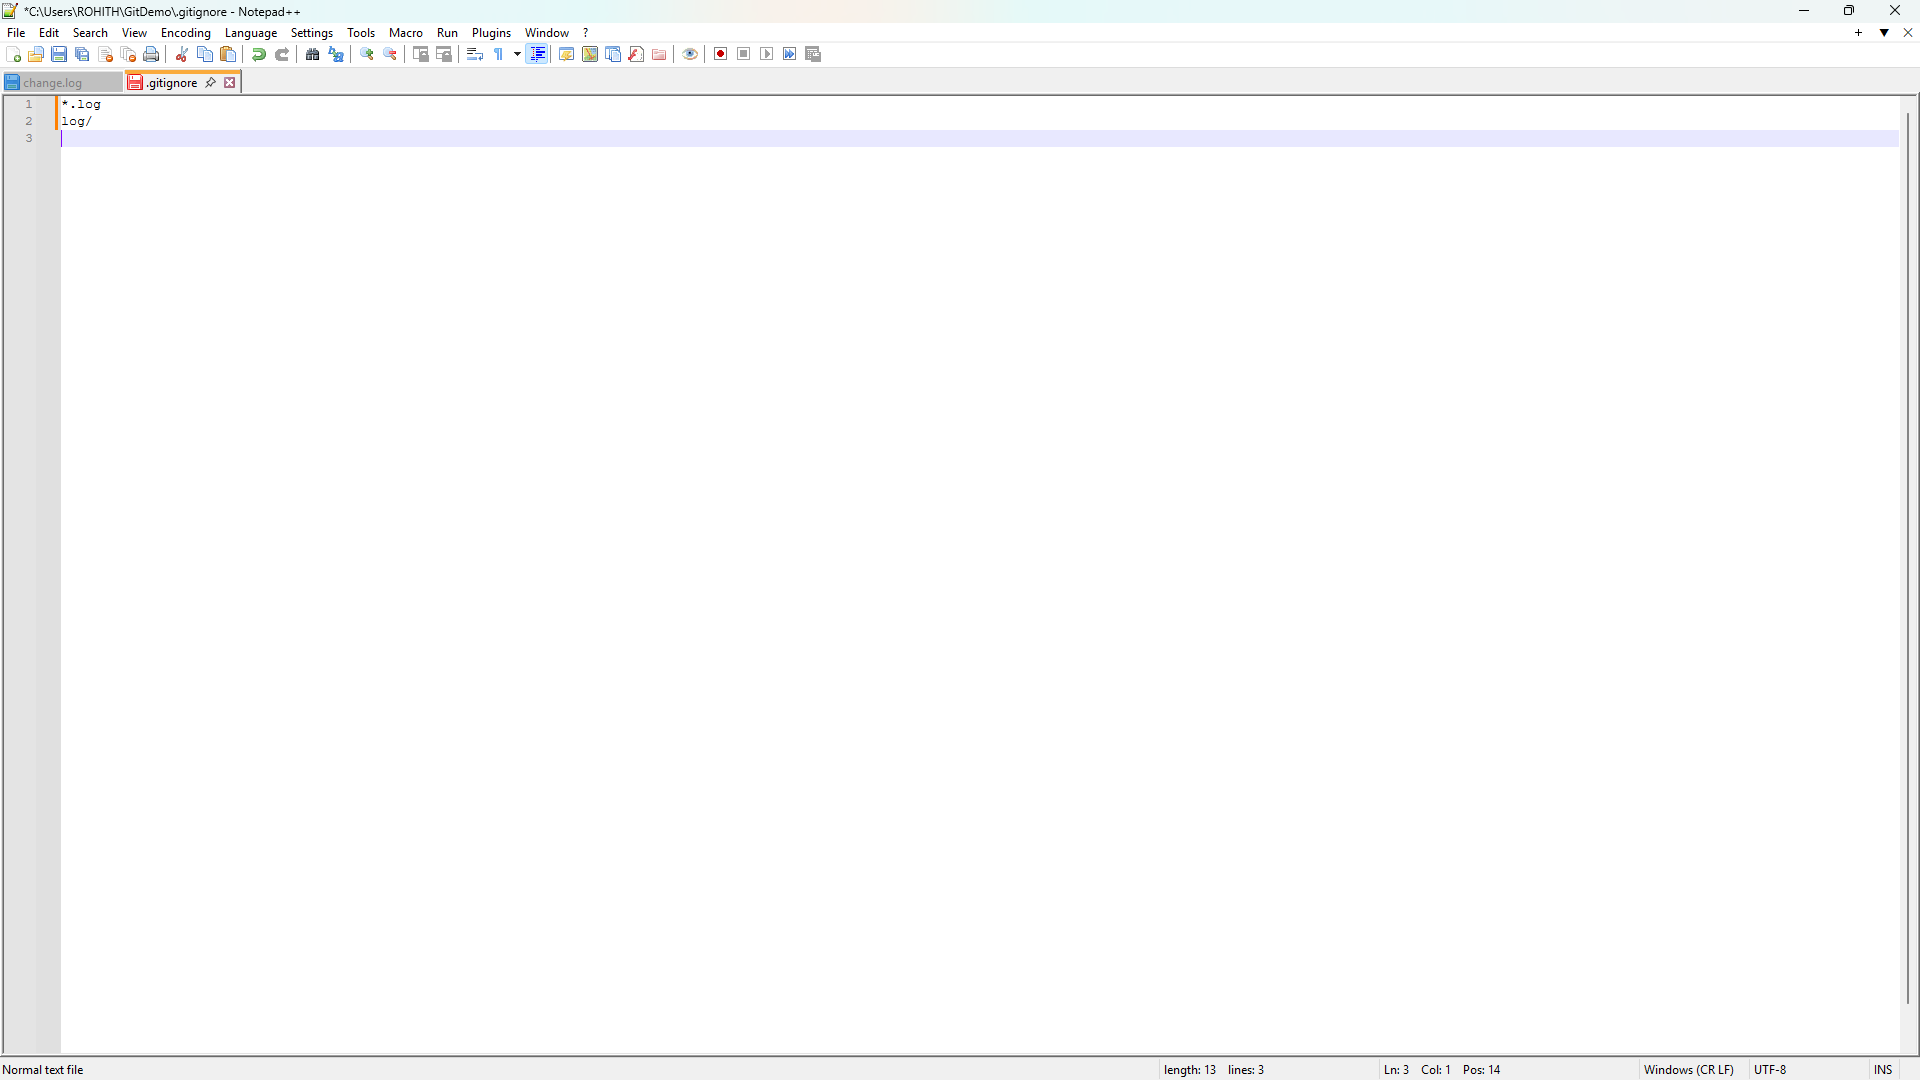 *C:\Users\ROHITH\GitDemo\.gitignore - Notepad++
File Edit Search View Encoding Language Settings Tools Macro Run Plugins Window ?
change.log .gitignore
1 *.log
2 log/
3
Normal text file length: 13 lines: 3 Ln: 3 Col: 1 Pos: 14 Windows (CR LF) UTF-8 INS